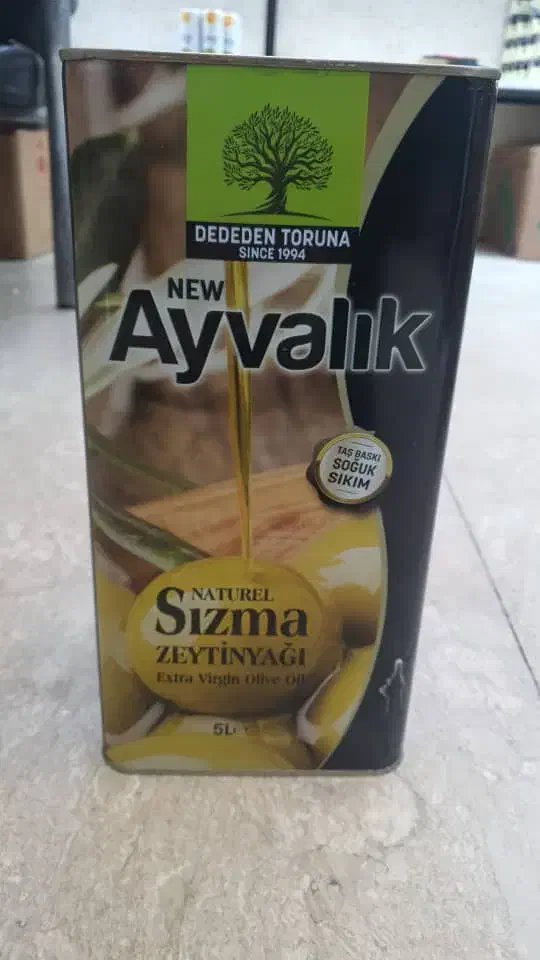 DEDEDEN TORUNA
SINCE 1994
NEW
Ayvalık
TAŞ BASKI
SOĞUK
SIKIM
NATUREL
Sızma
ZEYTİNYAĞI
Extra Virgin Olive Oil